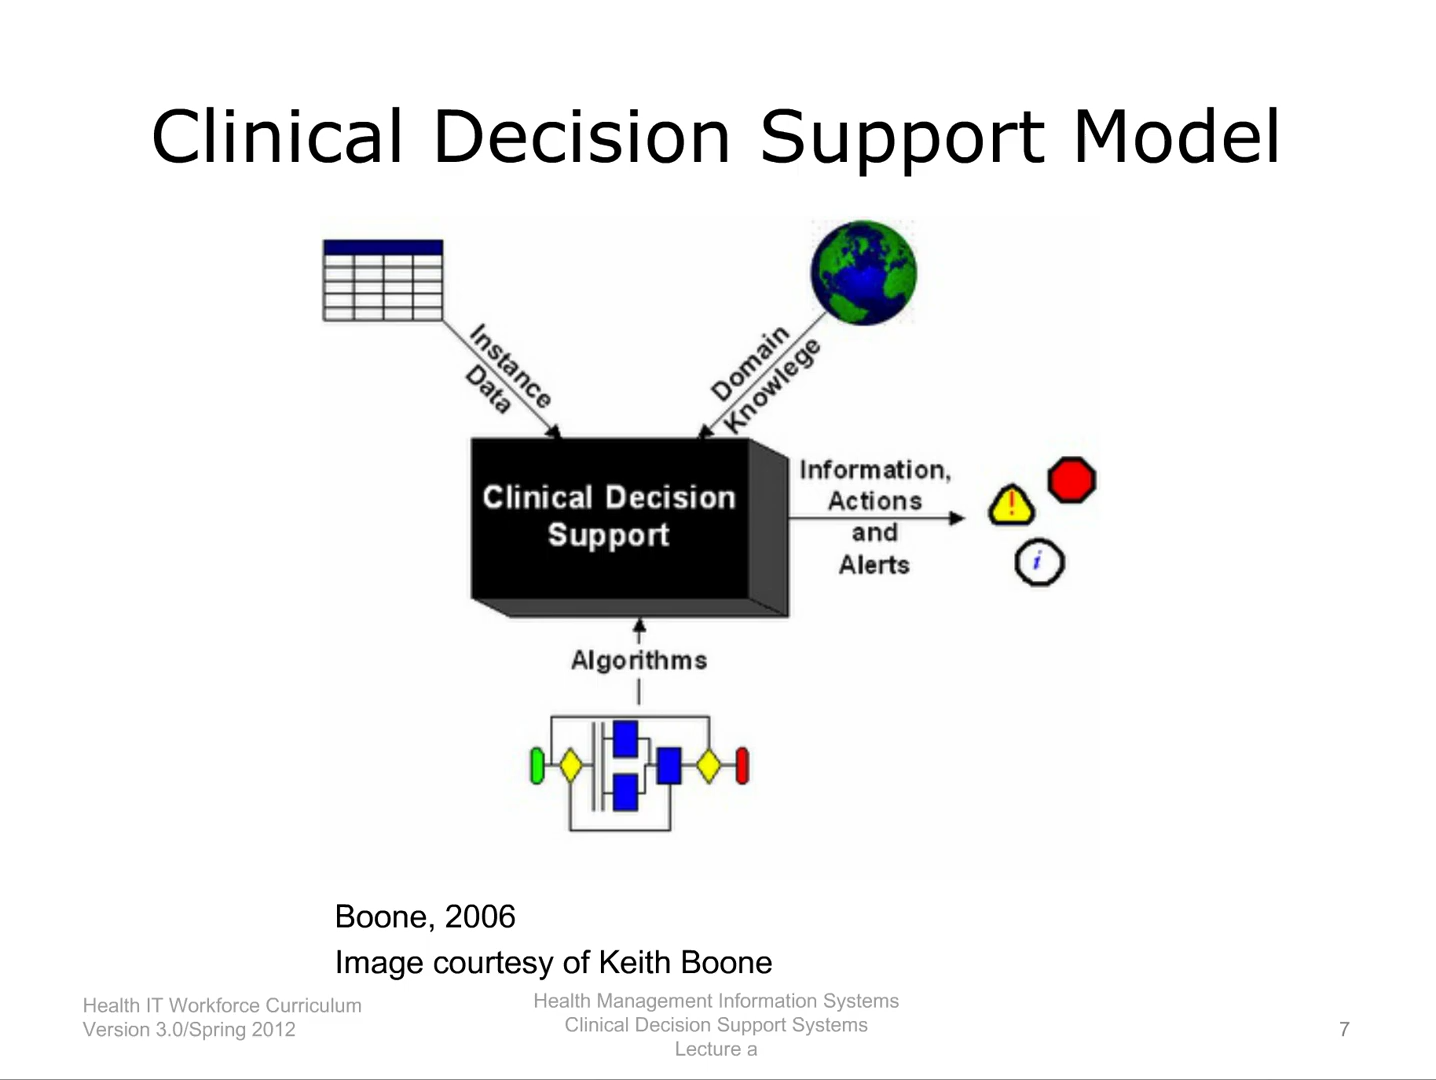 Clinical Decision Support Model
Instance
Data
Domain
Knowlege
Clinical Decision
Support
Information,
Actions
and
Alerts
!
i
Algorithms
Boone, 2006
Image courtesy of Keith Boone
Health IT Workforce Curriculum
Version 3.0/Spring 2012
Health Management Information Systems
Clinical Decision Support Systems
Lecture a
7